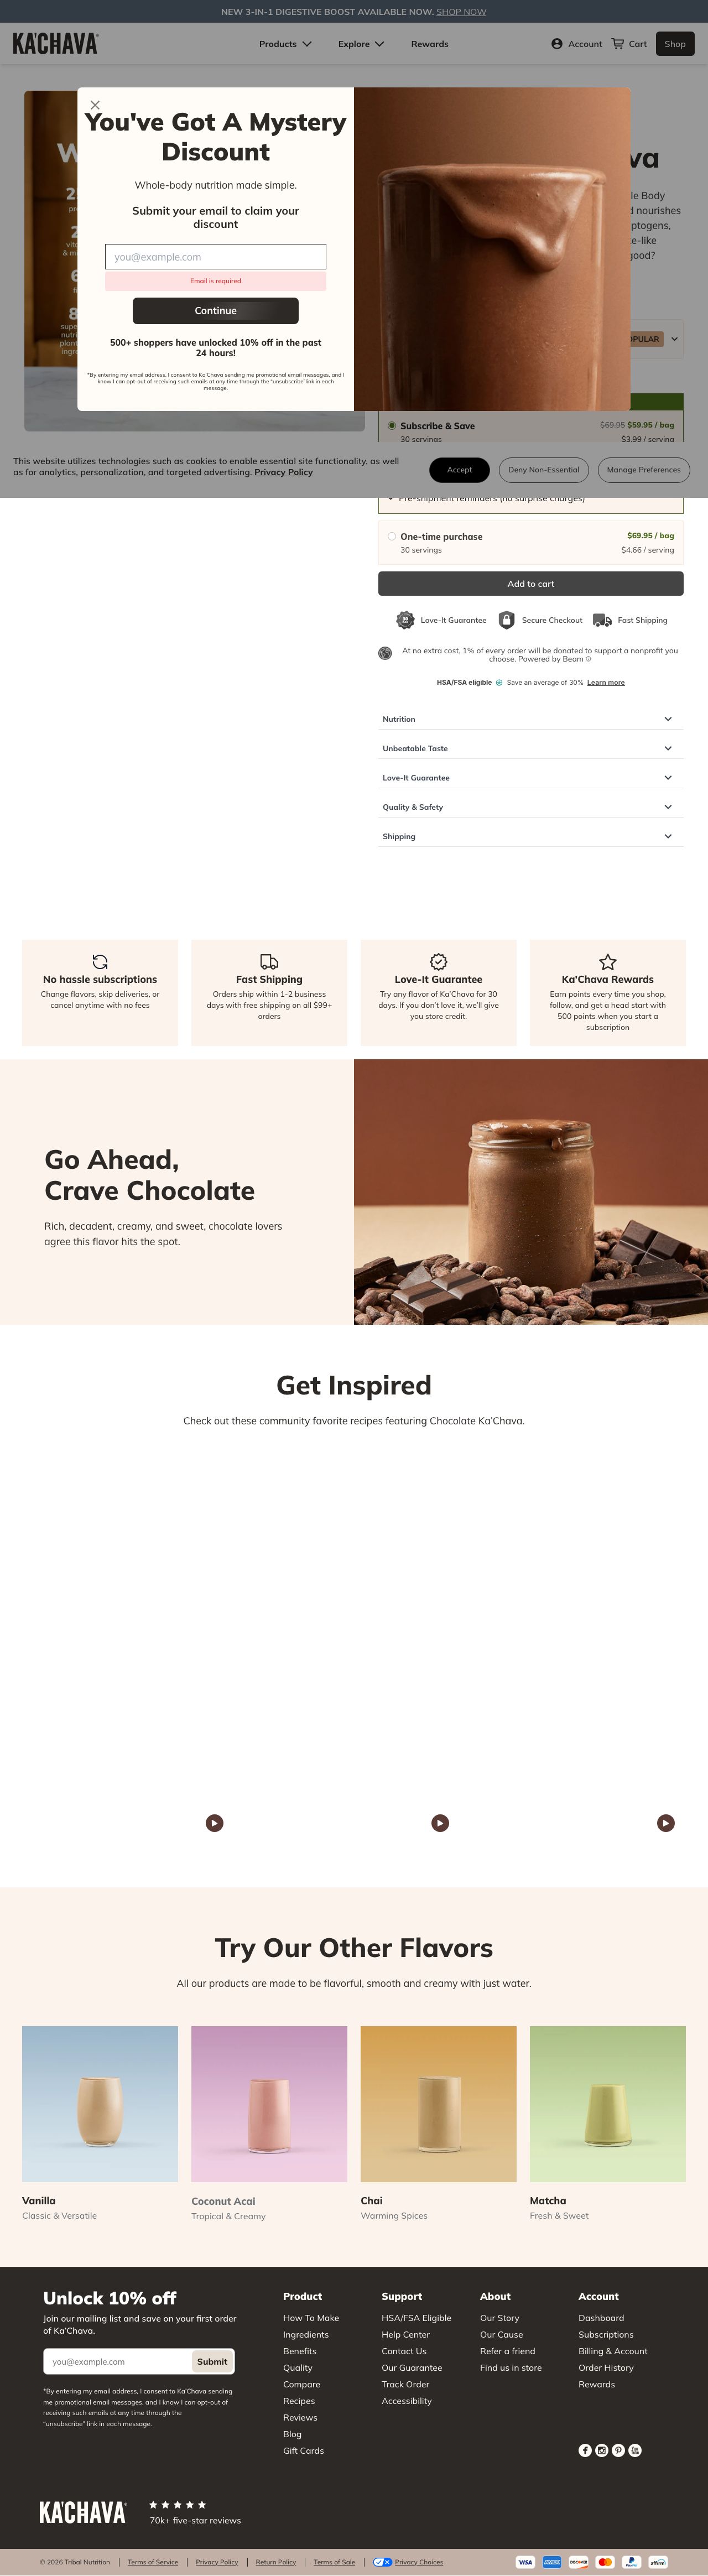 NEW 3-IN-1 DIGESTIVE BOOST AVAILABLE NOW. SHOP NOW
KA'CHAVA
Products
Explore
Rewards
Account
Cart
Shop
You've Got A Mystery
Discount
Whole-body nutrition made simple.
Submit your email to claim your
discount
you@example.com
Email is required
Continue
500+ shoppers have unlocked 10% off in the past
24 hours!
*By entering my email address, I consent to Ka'Chava sending me promotional email messages, and I
know I can opt-out of receiving such emails at any time through the "unsubscribe"link in each
message.
Subscribe & Save
$69.95 $59.95 / bag
30 servings
$3.99 / serving
This website utilizes technologies such as cookies to enable essential site functionality, as well
as for analytics, personalization, and targeted advertising. Privacy Policy
Accept
Deny Non-Essential
Manage Preferences
Pre-shipment reminders (no surprise charges)
One-time purchase
$69.95 / bag
30 servings
$4.66 / serving
Add to cart
Love-It Guarantee
Secure Checkout
Fast Shipping
At no extra cost, 1% of every order will be donated to support a nonprofit you
choose. Powered by Beam
HSA/FSA eligible
Save an average of 30%
Learn more
Nutrition
Unbeatable Taste
Love-It Guarantee
Quality & Safety
Shipping
No hassle subscriptions
Change flavors, skip deliveries, or
cancel anytime with no fees
Fast Shipping
Orders ship within 1-2 business
days with free shipping on all $99+
orders
Love-It Guarantee
Try any flavor of Ka'Chava for 30
days. If you don't love it, we'll give
you store credit.
Ka'Chava Rewards
Earn points every time you shop,
follow, and get a head start with
500 points when you start a
subscription
Go Ahead,
Crave Chocolate
Rich, decadent, creamy, and sweet, chocolate lovers
agree this flavor hits the spot.
Get Inspired
Check out these community favorite recipes featuring Chocolate Ka'Chava.
Try Our Other Flavors
All our products are made to be flavorful, smooth and creamy with just water.
Vanilla
Classic & Versatile
Coconut Acai
Tropical & Creamy
Chai
Warming Spices
Matcha
Fresh & Sweet
Unlock 10% off
Join our mailing list and save on your first order
of Ka'Chava.
you@example.com
Submit
*By entering my email address, I consent to Ka'Chava sending
me promotional email messages, and I know I can opt-out of
receiving such emails at any time through the
"unsubscribe" link in each message.
Product
How To Make
Ingredients
Benefits
Quality
Compare
Recipes
Reviews
Blog
Gift Cards
Support
HSA/FSA Eligible
Help Center
Contact Us
Our Guarantee
Track Order
Accessibility
About
Our Story
Our Cause
Refer a friend
Find us in store
Account
Dashboard
Subscriptions
Billing & Account
Order History
Rewards
KA'CHAVA
70k+ five-star reviews
© 2026 Tribal Nutrition
Terms of Service
Privacy Policy
Return Policy
Terms of Sale
Privacy Choices
VISA
DISCOVER
PayPal
affirm